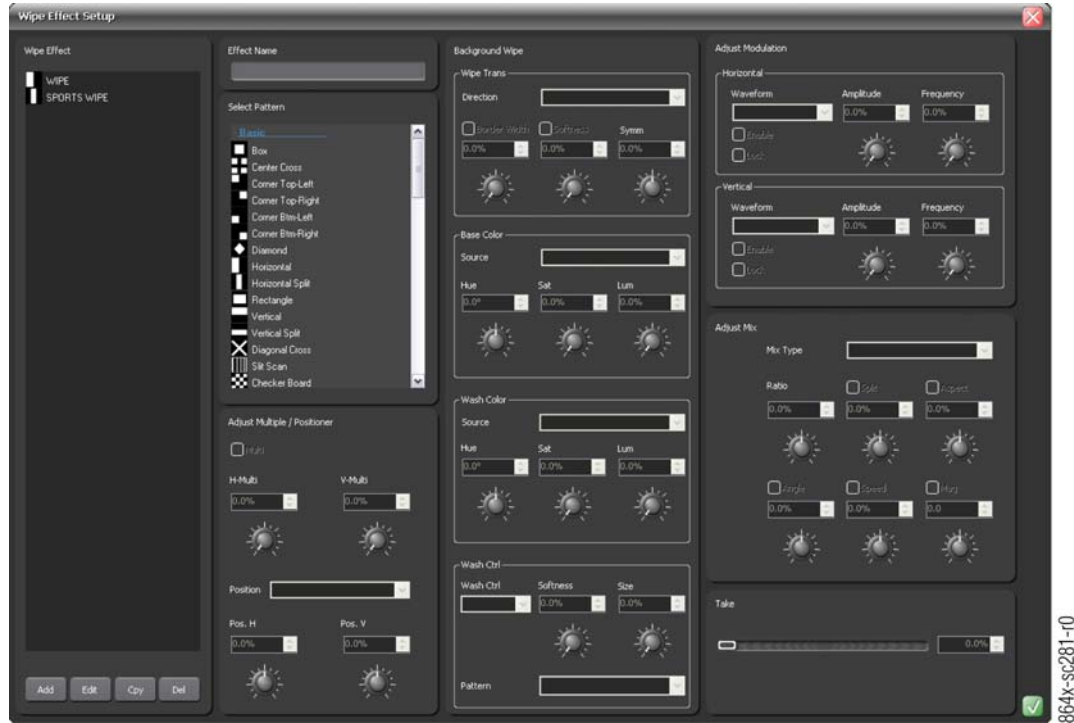 Wipe Effect Setup
Wipe Effect
WIPE
SPORTS WIPE
Add Edit Cpy Del
Effect Name
Select Pattern
Basic
Box
Center Cross
Corner Top-Left
Corner Top-Right
Corner Btm-Left
Corner Btm-Right
Diamond
Horizontal
Horizontal Split
Rectangle
Vertical
Vertical Split
Diagonal Cross
Slit Scan
Checker Board
Adjust Multiple / Positioner
Multi
H-Multi V-Multi
0.0% 0.0%
Position
Pos. H Pos. V
0.0% 0.0%
Background Wipe
Wipe Trans
Direction
Border Width Softness Symm
0.0% 0.0% 0.0%
Base Color
Source
Hue Sat Lum
0.0° 0.0% 0.0%
Wash Color
Source
Hue Sat Lum
0.0° 0.0% 0.0%
Wash Ctrl
Wash Ctrl Softness Size
0.0% 0.0%
Pattern
Adjust Modulation
Horizontal
Waveform Amplitude Frequency
0.0% 0.0%
Enable
Lock
Vertical
Waveform Amplitude Frequency
0.0% 0.0%
Enable
Lock
Adjust Mix
Mix Type
Ratio Split Aspect
0.0% 0.0% 0.0%
Angle Speed Mag
0.0% 0.0% 0.0
Take
0.0%
864x-sc281-r0